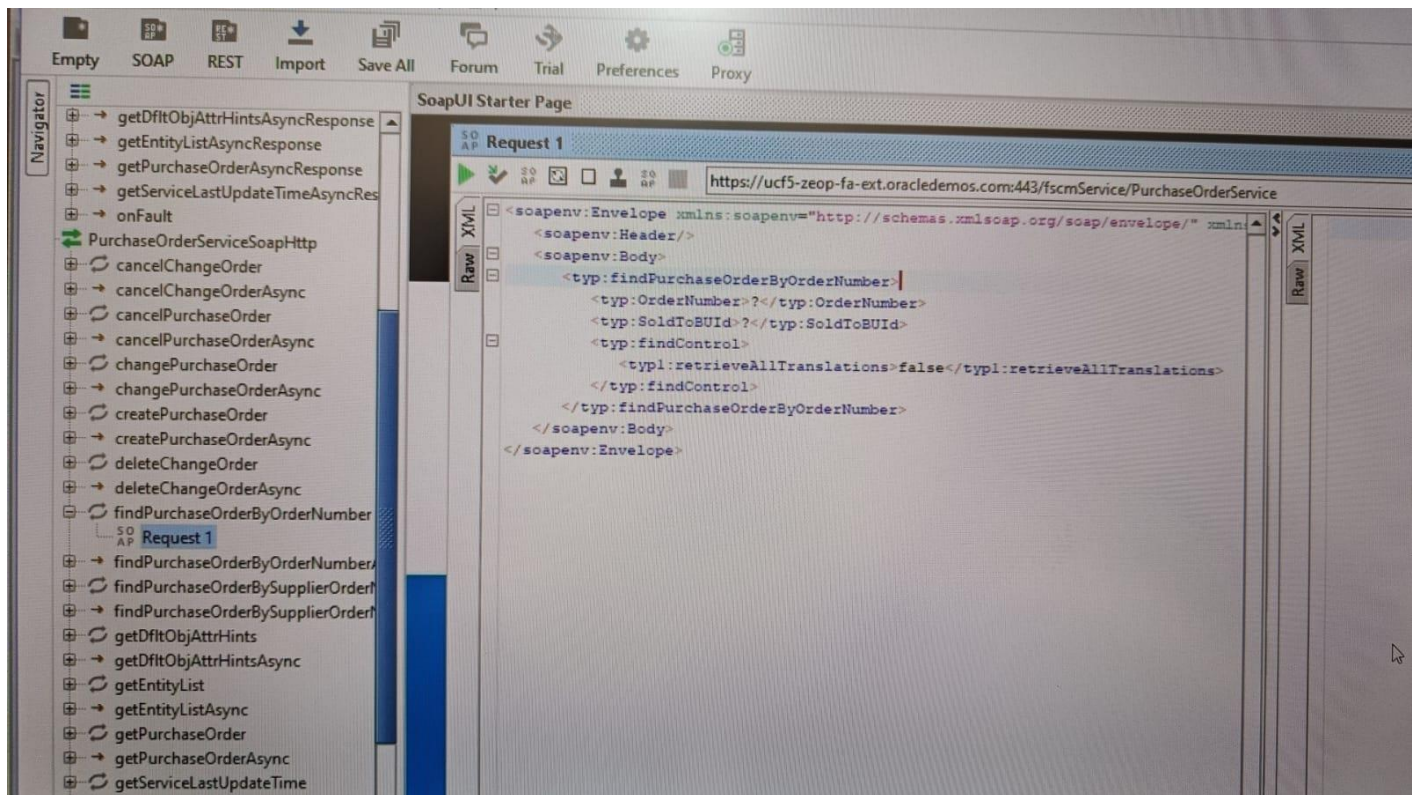 Empty SOAP REST Import Save All Forum Trial Preferences Proxy
Navigator
getDfltObjAttrHintsAsyncResponse
getEntityListAsyncResponse
getPurchaseOrderAsyncResponse
getServiceLastUpdateTimeAsyncRes
onFault
PurchaseOrderServiceSoapHttp
cancelChangeOrder
cancelChangeOrderAsync
cancelPurchaseOrder
cancelPurchaseOrderAsync
changePurchaseOrder
changePurchaseOrderAsync
createPurchaseOrder
createPurchaseOrderAsync
deleteChangeOrder
deleteChangeOrderAsync
findPurchaseOrderByOrderNumber
SOAP Request 1
findPurchaseOrderByOrderNumber
findPurchaseOrderBySupplierOrder
findPurchaseOrderBySupplierOrder
getDfltObjAttrHints
getDfltObjAttrHintsAsync
getEntityList
getEntityListAsync
getPurchaseOrder
getPurchaseOrderAsync
getServiceLastUpdateTime
SoapUI Starter Page
SOAP Request 1
https://ucf5-zeop-fa-ext.oracledemos.com:443/fscmService/PurchaseOrderService
XML
Raw
<soapenv:Envelope xmlns:soapenv="http://schemas.xmlsoap.org/soap/envelope/" xmln
<soapenv:Header/>
<soapenv:Body>
<typ:findPurchaseOrderByOrderNumber>
<typ:OrderNumber>?</typ:OrderNumber>
<typ:SoldToBUId>?</typ:SoldToBUId>
<typ:findControl>
<typ1:retrieveAllTranslations>false</typ1:retrieveAllTranslations>
</typ:findControl>
</typ:findPurchaseOrderByOrderNumber>
</soapenv:Body>
</soapenv:Envelope>
XML
Raw